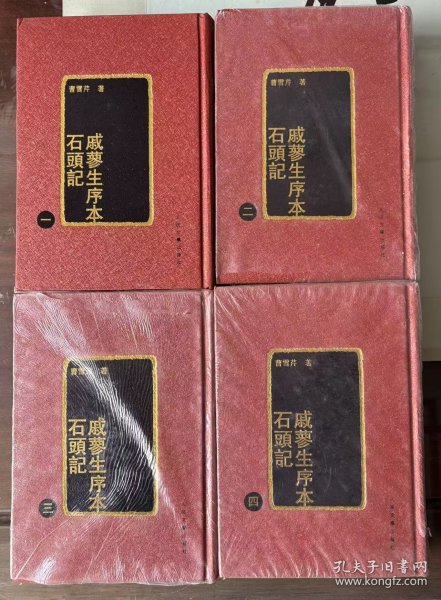 曹雪芹 著
戚蓼生序本
石頭記
一
曹雪芹 著
戚蓼生序本
石頭記
二
曹雪芹 著
戚蓼生序本
石頭記
三
曹雪芹 著
戚蓼生序本
石頭記
四
孔夫子旧书网
www.kongfz.com